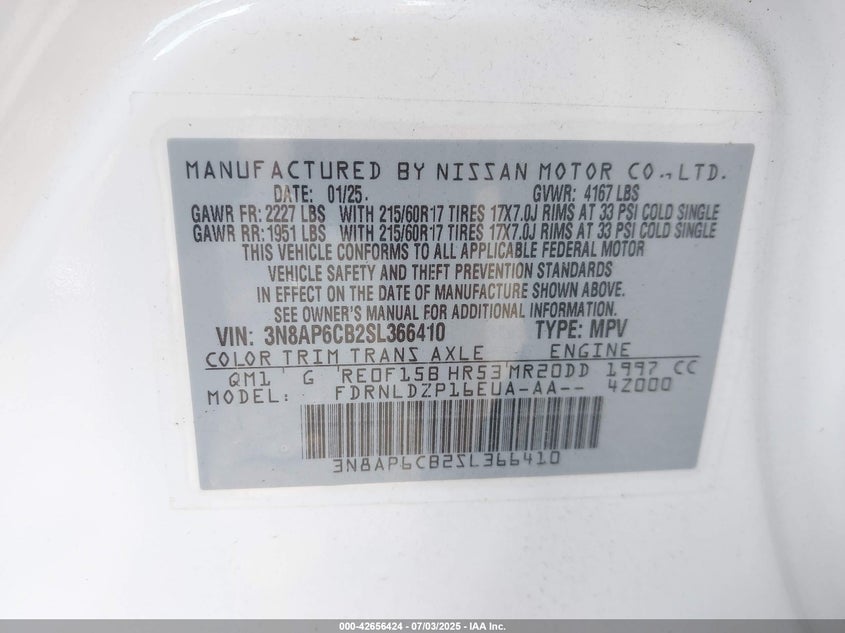 MANUFACTURED BY NISSAN MOTOR CO.,LTD.
DATE: 01/25. GVWR: 4167 LBS
GAWR FR: 2227 LBS WITH 215/60R17 TIRES 17X7.0J RIMS AT 33 PSI COLD SINGLE
GAWR RR: 1951 LBS WITH 215/60R17 TIRES 17X7.0J RIMS AT 33 PSI COLD SINGLE
THIS VEHICLE CONFORMS TO ALL APPLICABLE FEDERAL MOTOR
VEHICLE SAFETY AND THEFT PREVENTION STANDARDS
IN EFFECT ON THE DATE OF MANUFACTURE SHOWN ABOVE.
SEE OWNER'S MANUAL FOR ADDITIONAL INFORMATION.
VIN: 3N8AP6CB2SL366410 TYPE: MPV
COLOR TRIM TRANS AXLE ENGINE
QM1 G RE0F15B HR53 MR20DD 1997 CC
MODEL: FDRNLDZP16EUA-AA-- 4Z000
3N8AP6CB2SL366410
000-42656424 - 07/03/2025 - IAA Inc.